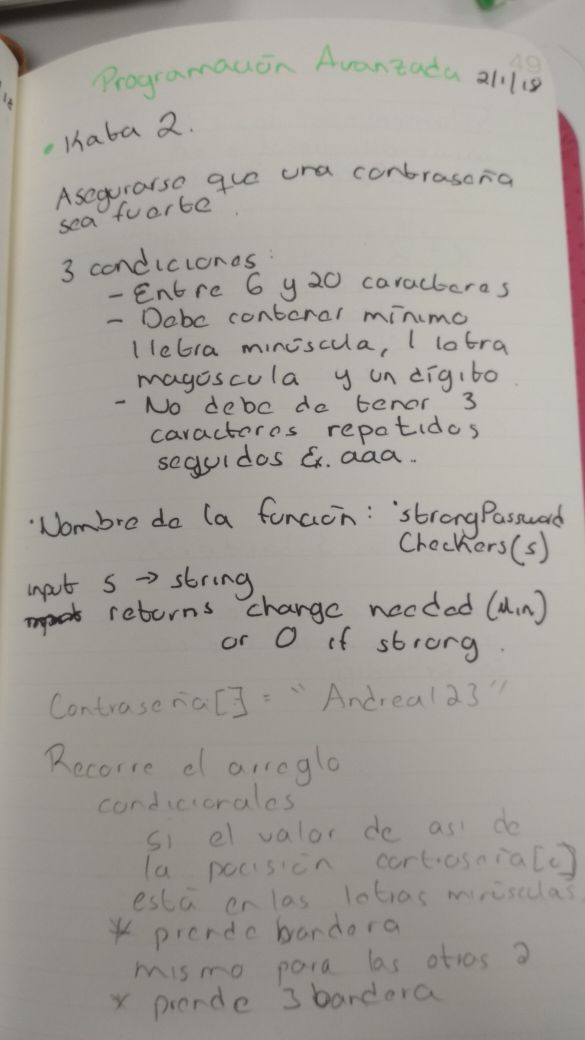 49
Programación Avanzada 2/1/18
• Kata 2.
Asegurarse que una contraseña
sea fuerte.
3 condiciones:
- Entre 6 y 20 caracteres
- Debe contener mínimo
1 letra minúscula, 1 letra
mayúscula y un dígito.
- No debe de tener 3
caracteres repetidos
seguidos Ex. aaa.
• Nombre de la función: strongPassword
Checkers(s)
input s → string
returns change needed (Min)
or 0 if strong.
Contraseña[] = "Andrea123"
Recorre el arreglo
condicionales
si el valor de asi de
la posisión contraseña[i]
está en las letras minúsculas.
* prende bandera
mismo para las otras 2
* prende 3 bandera